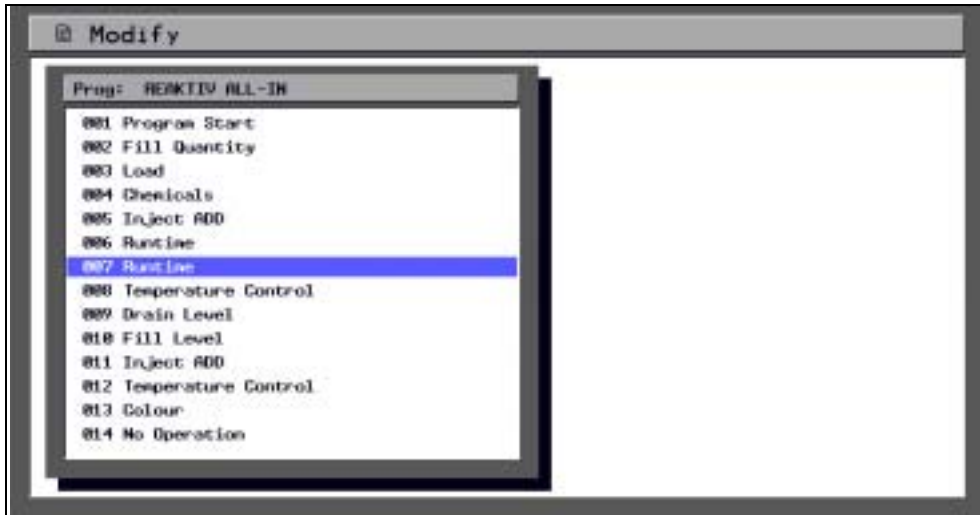 Modify
Prog: REAKTIV ALL-IN
001 Program Start
002 Fill Quantity
003 Load
004 Chemicals
005 Inject ADD
006 Runtime
007 Runtime
008 Temperature Control
009 Drain Level
010 Fill Level
011 Inject ADD
012 Temperature Control
013 Colour
014 No Operation